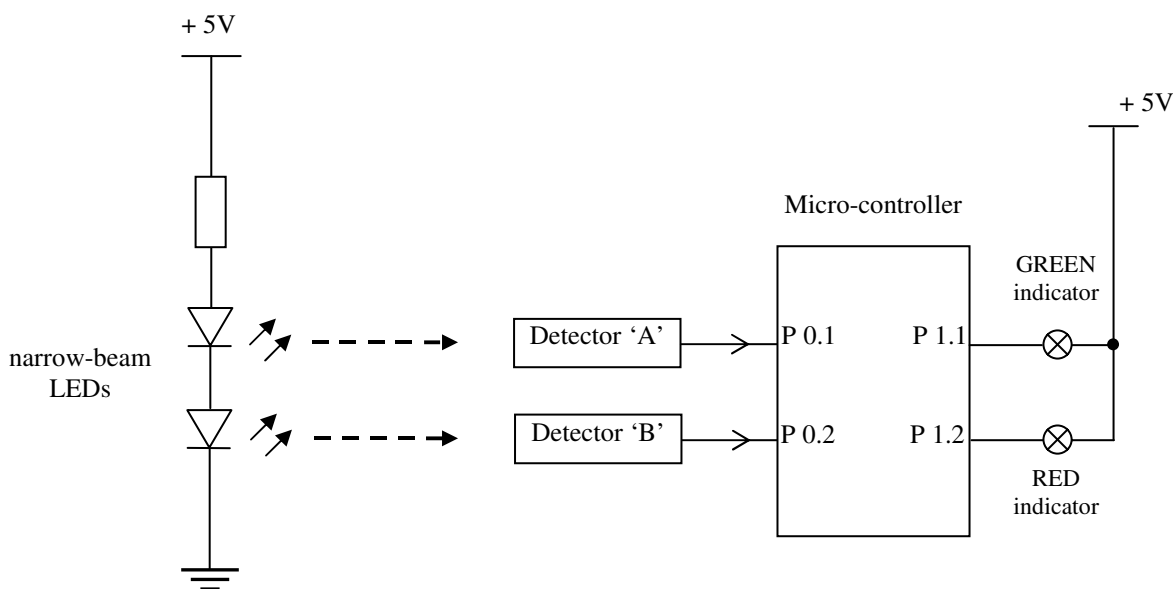 + 5V
+ 5V
Micro-controller
GREEN
indicator
narrow-beam
LEDs
Detector ‘A’
P 0.1
P 1.1
Detector ‘B’
P 0.2
P 1.2
RED
indicator